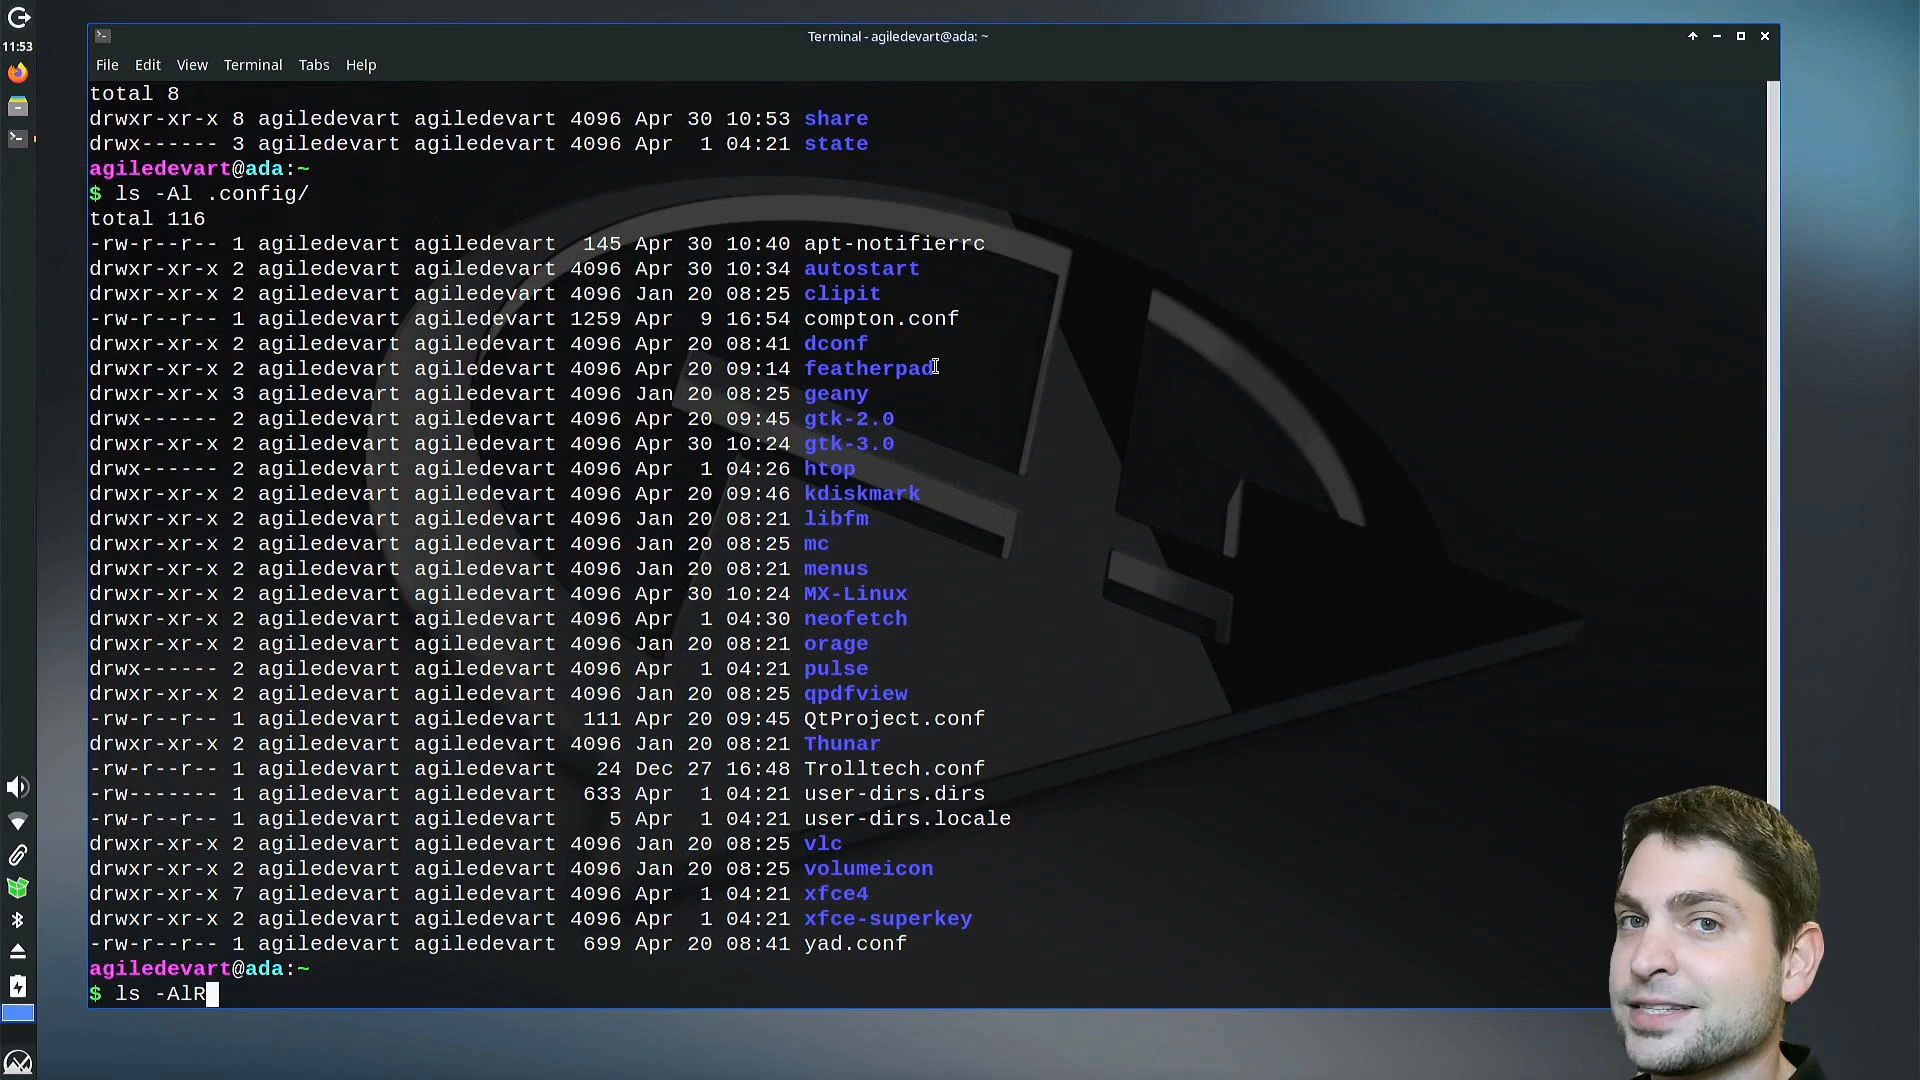 11:53
Terminal - agiledevart@ada: ~
File Edit View Terminal Tabs Help
total 8
drwxr-xr-x 8 agiledevart agiledevart 4096 Apr 30 10:53 share
drwx------ 3 agiledevart agiledevart 4096 Apr  1 04:21 state
agiledevart@ada:~
$ ls -Al .config/
total 116
-rw-r--r-- 1 agiledevart agiledevart  145 Apr 30 10:40 apt-notifierrc
drwxr-xr-x 2 agiledevart agiledevart 4096 Apr 30 10:34 autostart
drwxr-xr-x 2 agiledevart agiledevart 4096 Jan 20 08:25 clipit
-rw-r--r-- 1 agiledevart agiledevart 1259 Apr  9 16:54 compton.conf
drwxr-xr-x 2 agiledevart agiledevart 4096 Apr 20 08:41 dconf
drwxr-xr-x 2 agiledevart agiledevart 4096 Apr 20 09:14 featherpad
drwxr-xr-x 3 agiledevart agiledevart 4096 Jan 20 08:25 geany
drwx------ 2 agiledevart agiledevart 4096 Apr 20 09:45 gtk-2.0
drwxr-xr-x 2 agiledevart agiledevart 4096 Apr 30 10:24 gtk-3.0
drwx------ 2 agiledevart agiledevart 4096 Apr  1 04:26 htop
drwxr-xr-x 2 agiledevart agiledevart 4096 Apr 20 09:46 kdiskmark
drwxr-xr-x 2 agiledevart agiledevart 4096 Jan 20 08:21 libfm
drwxr-xr-x 2 agiledevart agiledevart 4096 Jan 20 08:25 mc
drwxr-xr-x 2 agiledevart agiledevart 4096 Jan 20 08:21 menus
drwxr-xr-x 2 agiledevart agiledevart 4096 Apr 30 10:24 MX-Linux
drwxr-xr-x 2 agiledevart agiledevart 4096 Apr  1 04:30 neofetch
drwxr-xr-x 2 agiledevart agiledevart 4096 Jan 20 08:21 orage
drwx------ 2 agiledevart agiledevart 4096 Apr  1 04:21 pulse
drwxr-xr-x 2 agiledevart agiledevart 4096 Jan 20 08:25 qpdfview
-rw-r--r-- 1 agiledevart agiledevart  111 Apr 20 09:45 QtProject.conf
drwxr-xr-x 2 agiledevart agiledevart 4096 Jan 20 08:21 Thunar
-rw-r--r-- 1 agiledevart agiledevart   24 Dec 27 16:48 Trolltech.conf
-rw------- 1 agiledevart agiledevart  633 Apr  1 04:21 user-dirs.dirs
-rw-r--r-- 1 agiledevart agiledevart    5 Apr  1 04:21 user-dirs.locale
drwxr-xr-x 2 agiledevart agiledevart 4096 Jan 20 08:25 vlc
drwxr-xr-x 2 agiledevart agiledevart 4096 Jan 20 08:25 volumeicon
drwxr-xr-x 7 agiledevart agiledevart 4096 Apr  1 04:21 xfce4
drwxr-xr-x 2 agiledevart agiledevart 4096 Apr  1 04:21 xfce-superkey
-rw-r--r-- 1 agiledevart agiledevart  699 Apr 20 08:41 yad.conf
agiledevart@ada:~
$ ls -AlR